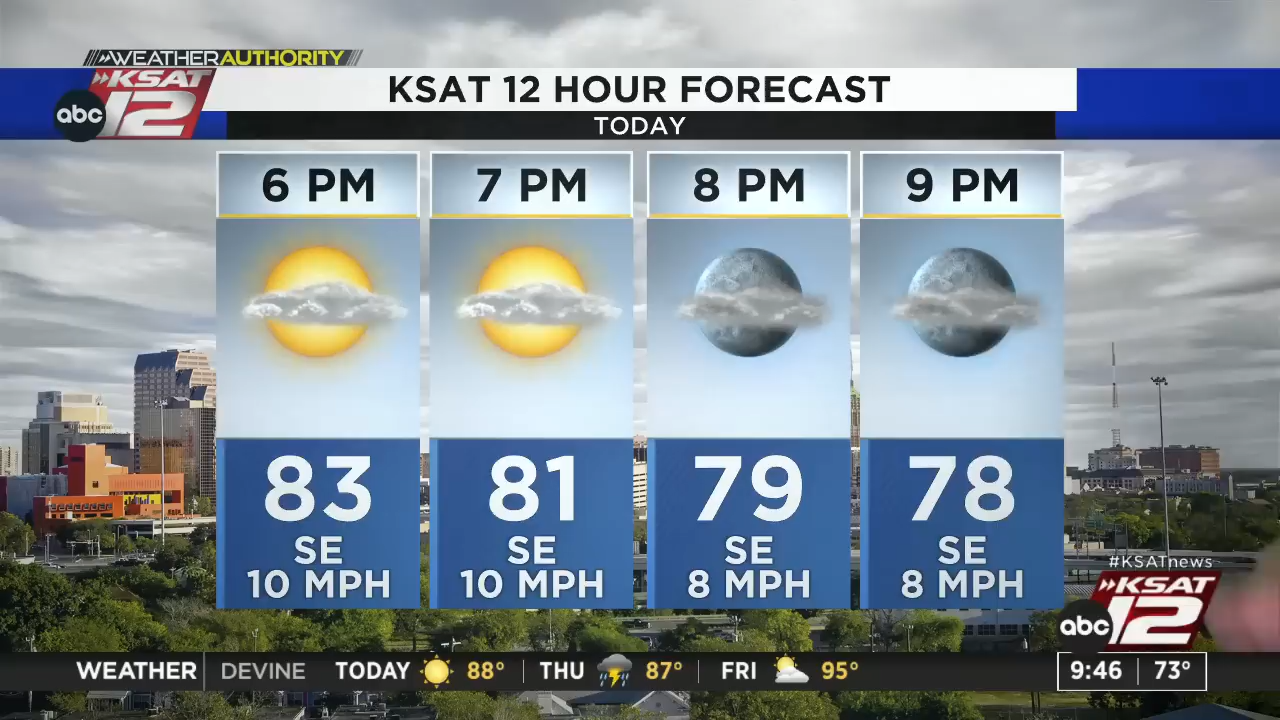 WEATHERAUTHORITY
KSAT
abc 12
KSAT 12 HOUR FORECAST
TODAY
6 PM 7 PM 8 PM 9 PM
83 81 79 78
SE SE SE SE
10 MPH 10 MPH 8 MPH 8 MPH
#KSATnews
KSAT
abc 12
WEATHER DEVINE TODAY 88° THU 87° FRI 95° 9:46 73°